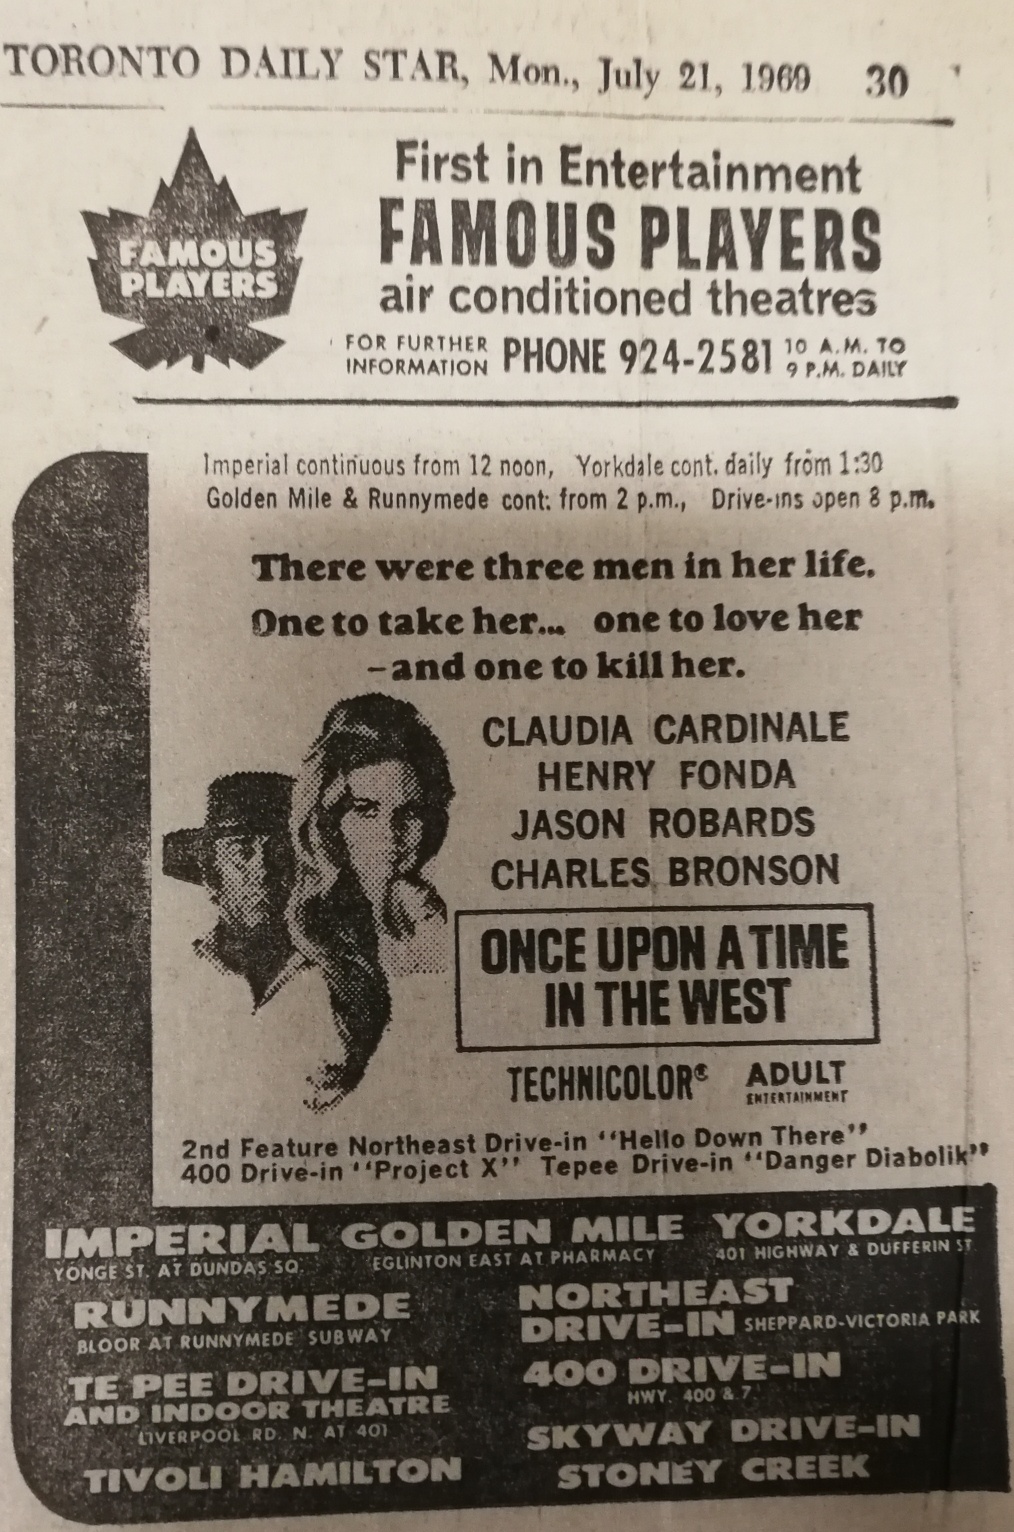 TORONTO DAILY STAR, Mon., July 21, 1969 30
FAMOUS
PLAYERS
First in Entertainment
FAMOUS PLAYERS
air conditioned theatres
FOR FURTHER
INFORMATION PHONE 924-2581 10 A.M. TO
9 P.M. DAILY
Imperial continuous from 12 noon, Yorkdale cont. daily from 1:30
Golden Mile & Runnymede cont. from 2 p.m., Drive-ins open 8 p.m.
There were three men in her life.
One to take her... one to love her
–and one to kill her.
CLAUDIA CARDINALE
HENRY FONDA
JASON ROBARDS
CHARLES BRONSON
ONCE UPON A TIME
IN THE WEST
TECHNICOLOR® ADULT
ENTERTAINMENT
2nd Feature Northeast Drive-in "Hello Down There"
400 Drive-in "Project X" Tepee Drive-in "Danger Diabolik"
IMPERIAL GOLDEN MILE YORKDALE
YONGE ST. AT DUNDAS SQ. EGLINTON EAST AT PHARMACY 401 HIGHWAY & DUFFERIN ST.
RUNNYMEDE
BLOOR AT RUNNYMEDE SUBWAY
NORTHEAST
DRIVE-IN SHEPPARD-VICTORIA PARK
TE PEE DRIVE-IN
AND INDOOR THEATRE
LIVERPOOL RD. N. AT 401
400 DRIVE-IN
HWY. 400 & 7
TIVOLI HAMILTON
SKYWAY DRIVE-IN
STONEY CREEK